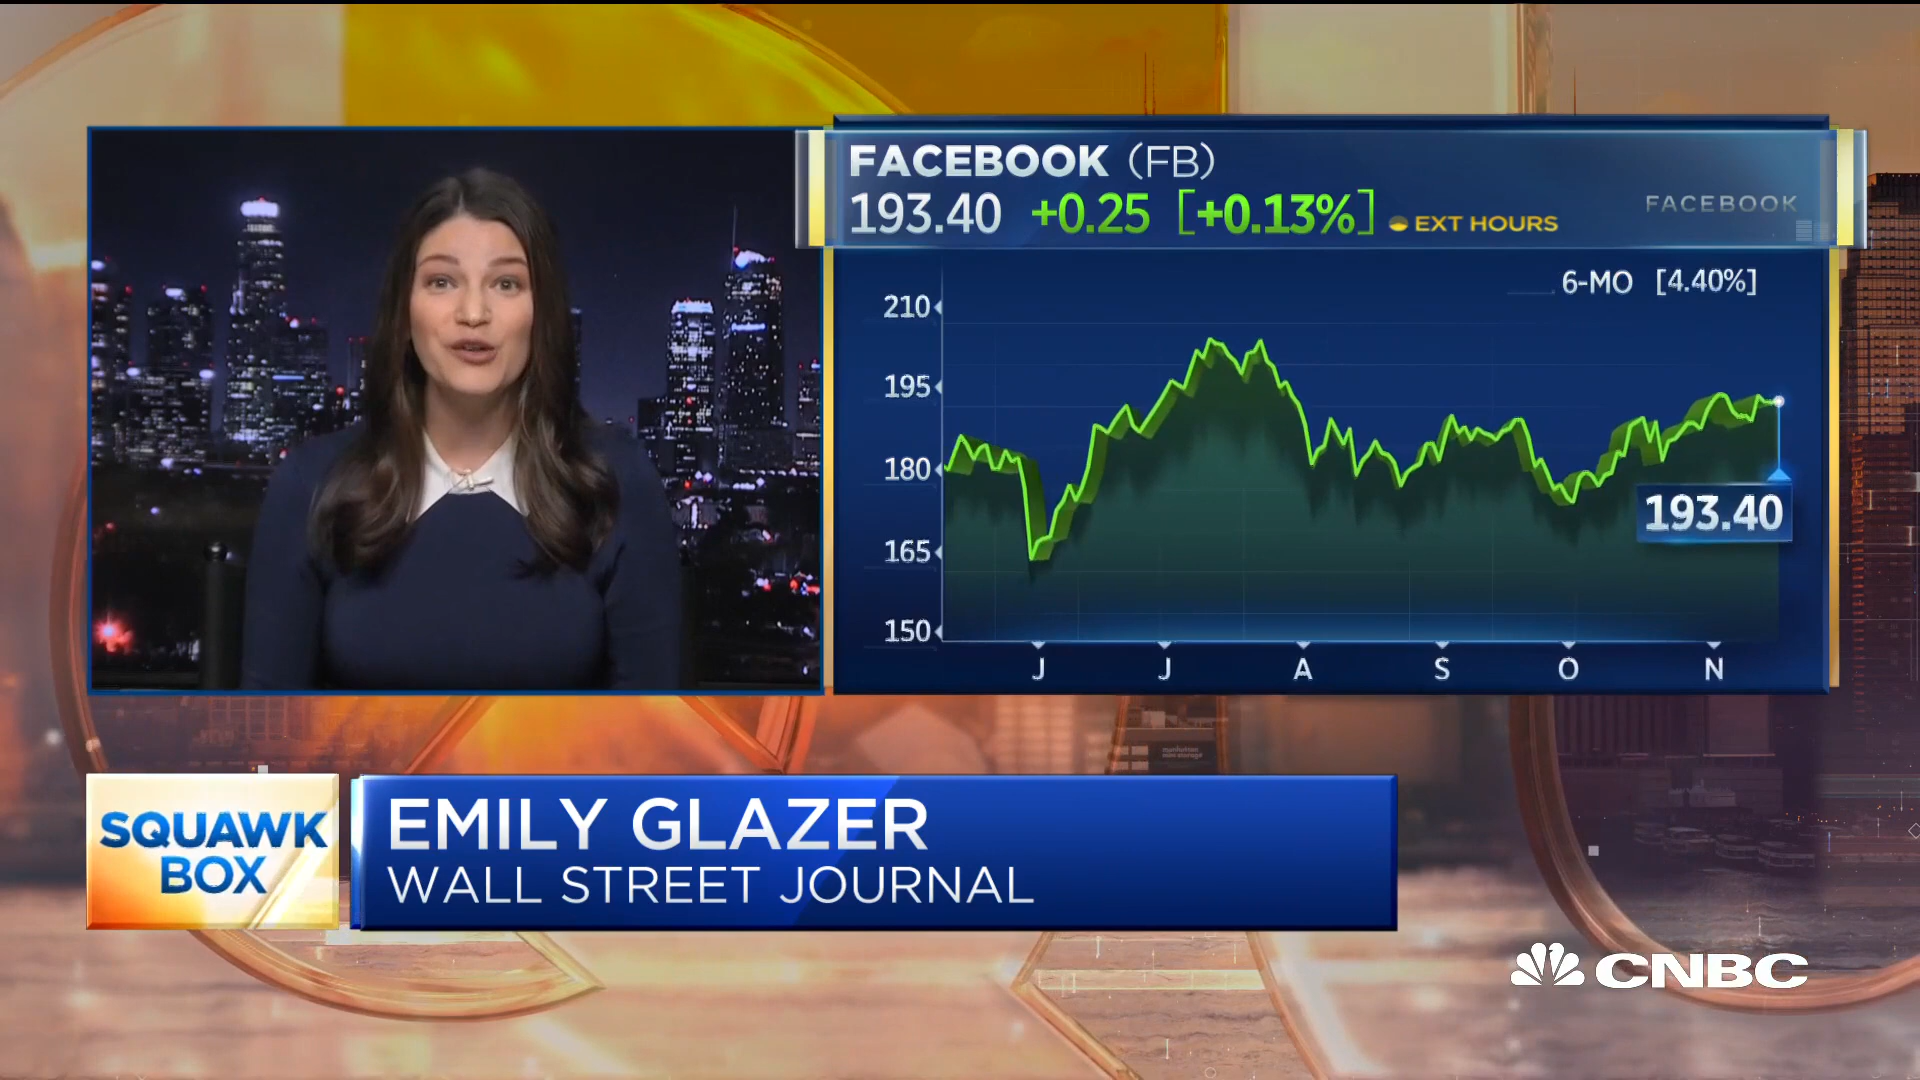 FACEBOOK (FB)
193.40 +0.25 [+0.13%] EXT HOURS
FACEBOOK
6-MO [4.40%]
210
195
180
165
150
193.40
J J A S O N
SQUAWK
BOX
EMILY GLAZER
WALL STREET JOURNAL
CNBC